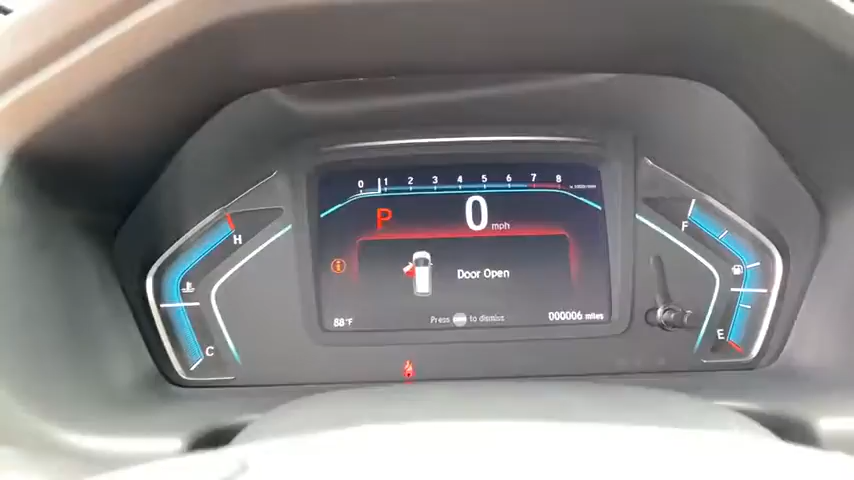 0 1 2 3 4 5 6 7 8
P
0 mph
H
F
Door Open
C
E
88°F
Press to dismiss
000006 miles